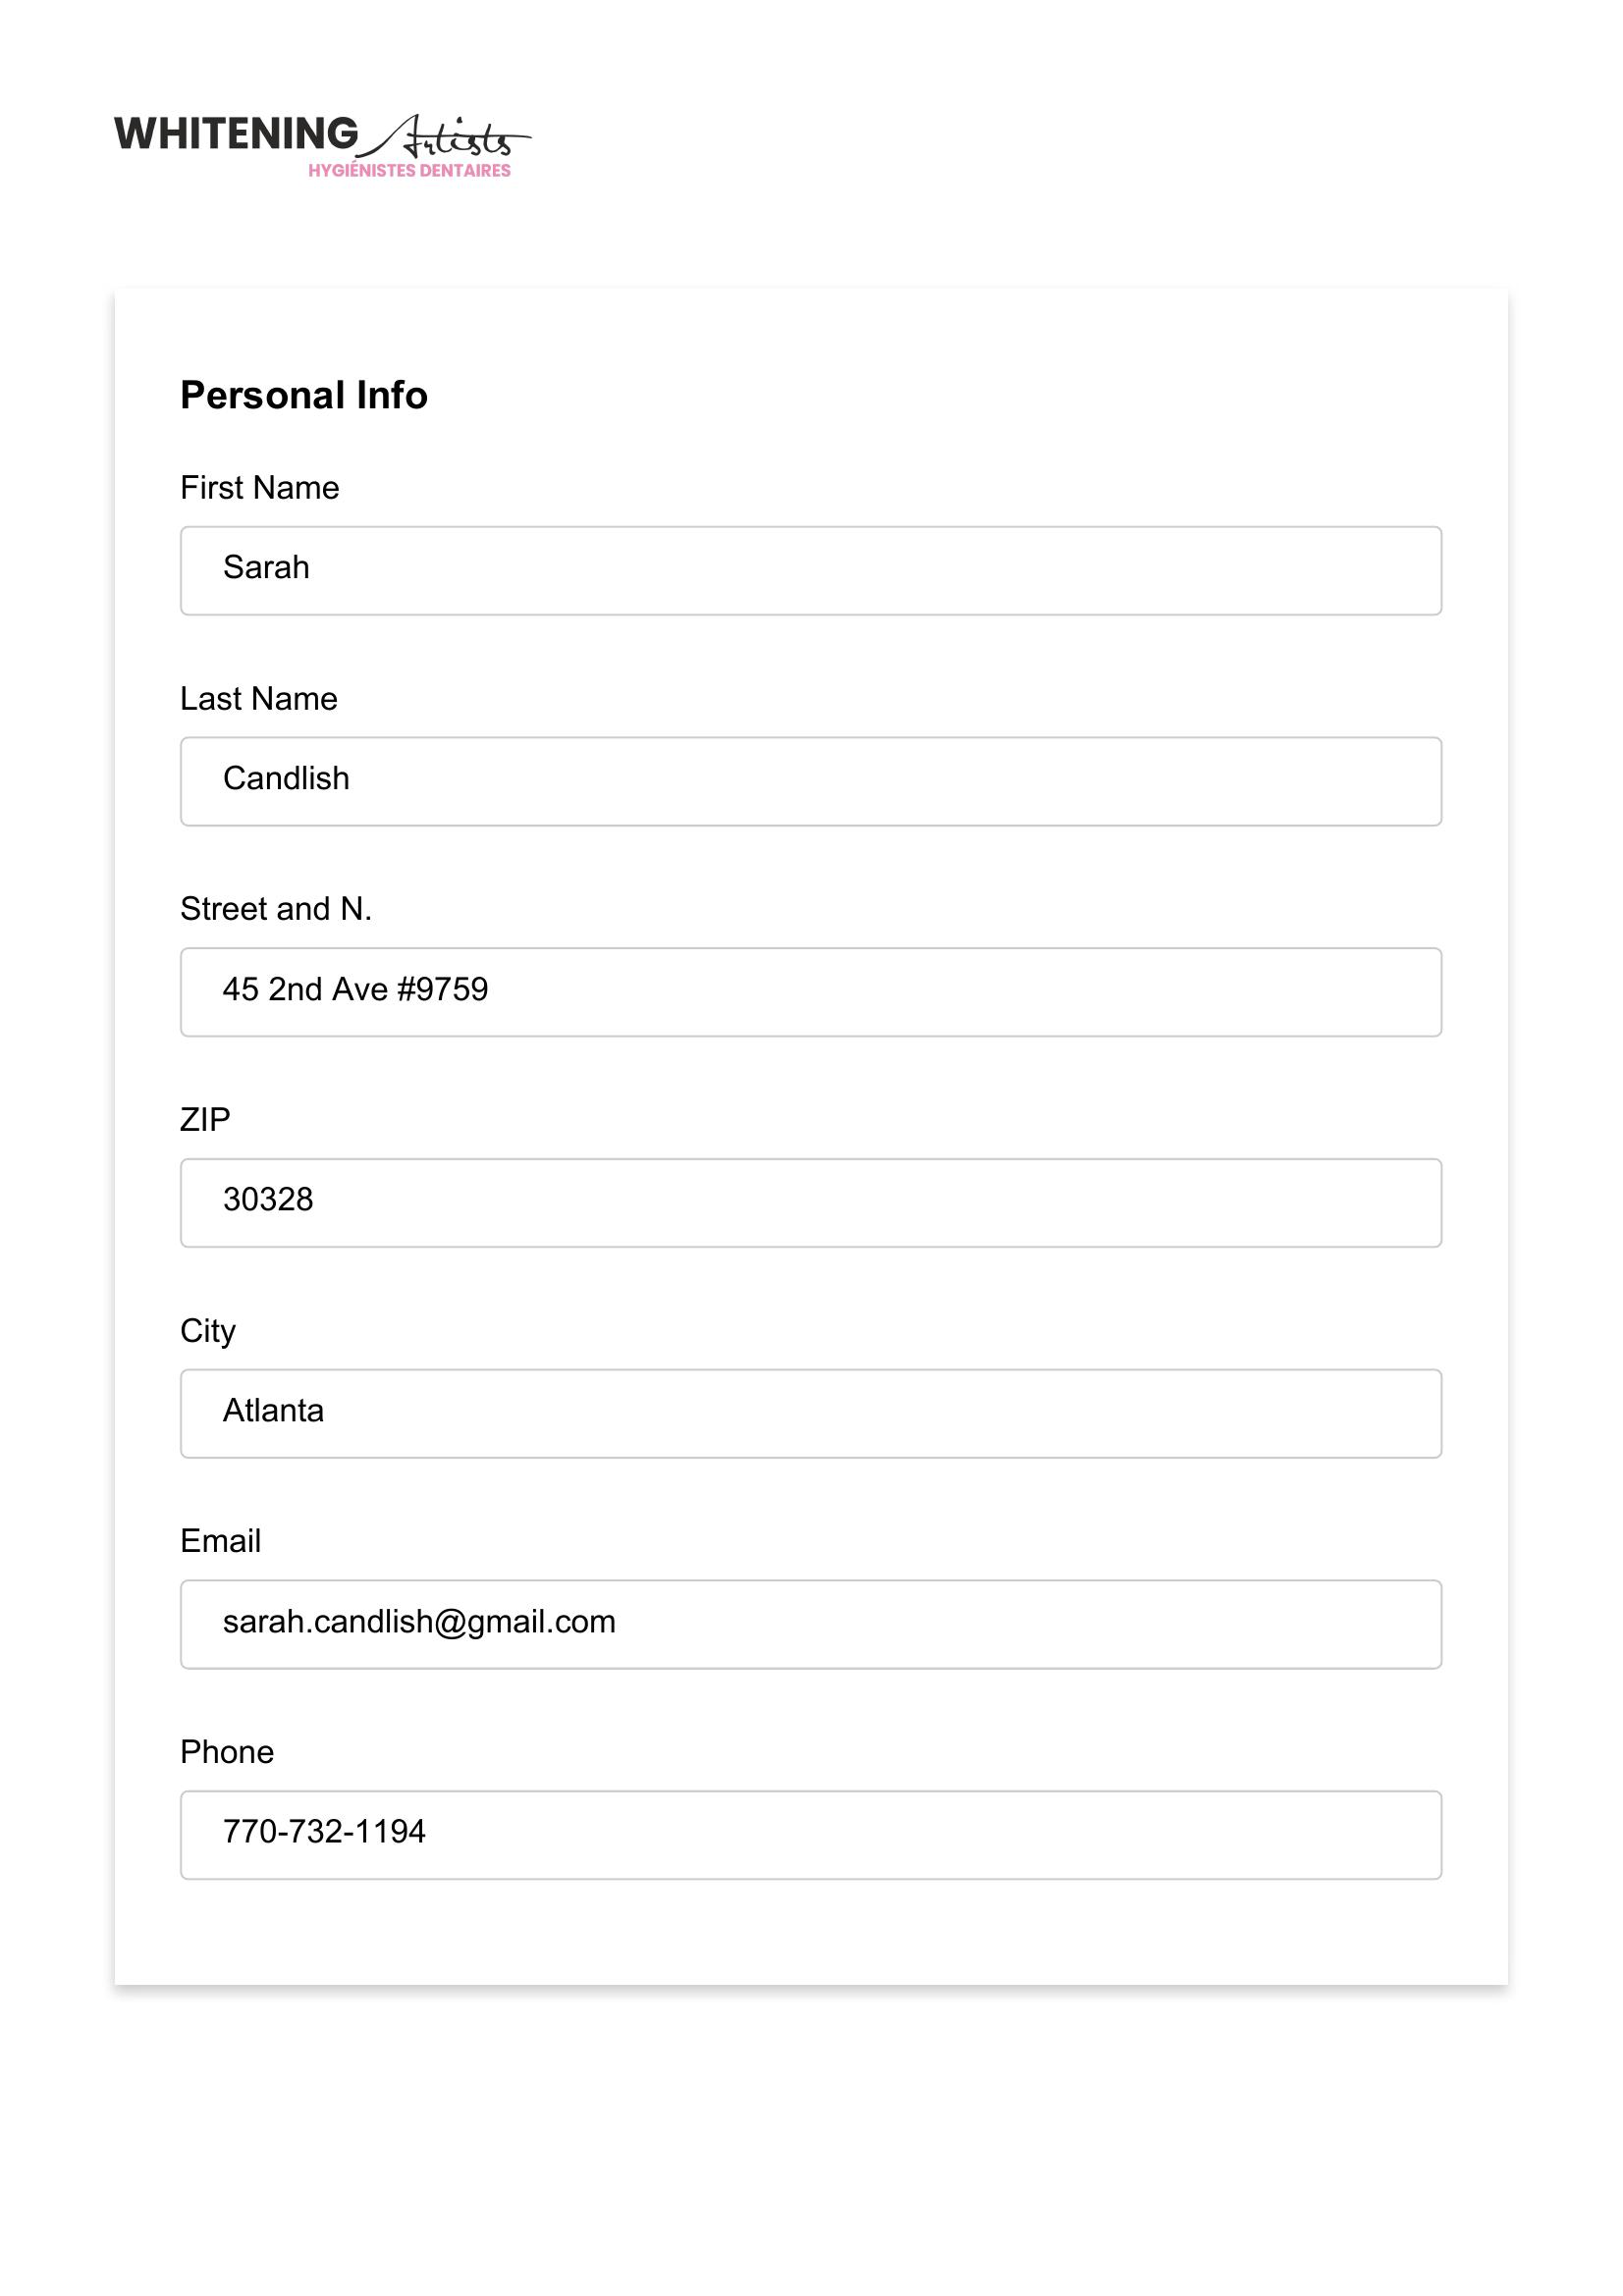 WHITENING Artists
HYGIÉNISTES DENTAIRES
Personal Info
First Name
Sarah
Last Name
Candlish
Street and N.
45 2nd Ave #9759
ZIP
30328
City
Atlanta
Email
sarah.candlish@gmail.com
Phone
770-732-1194